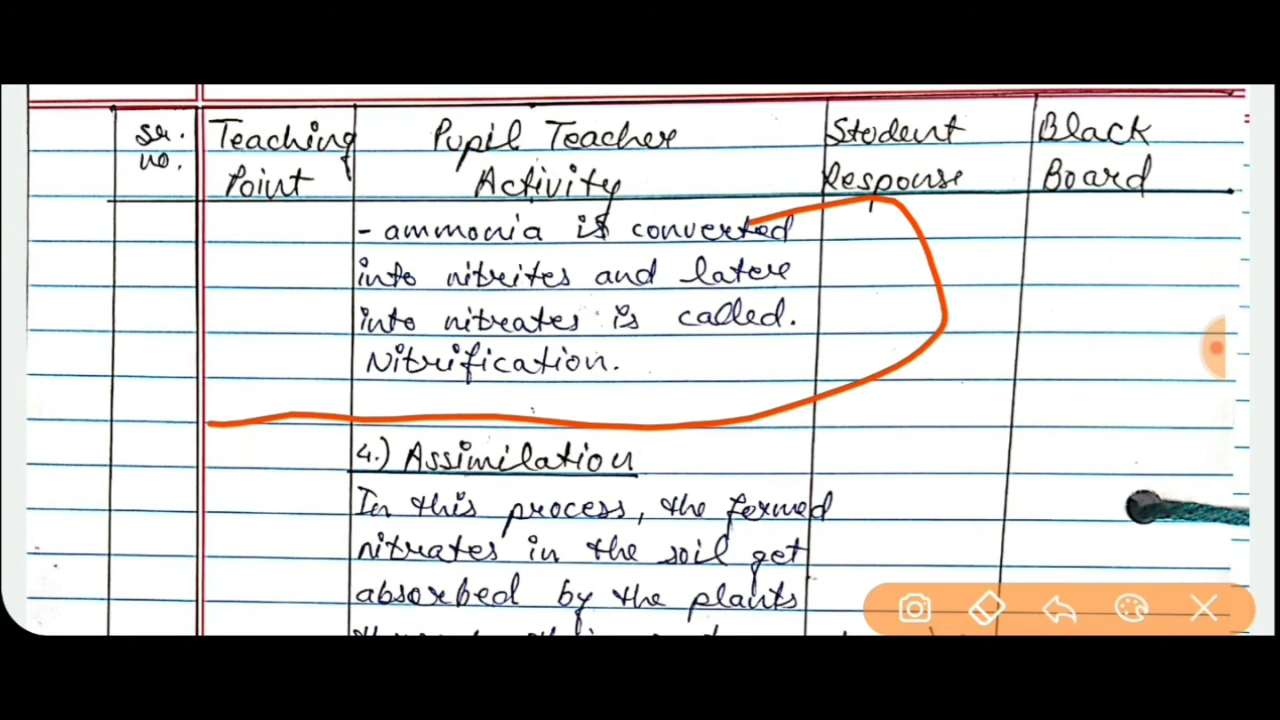 Sr. no.
Teaching Point
Pupil Teacher Activity
Student Response
Black Board
- ammonia is converted
into nitrites and later
into nitrates is called.
Nitrification.
4.) Assimilation
In this process, the formed
nitrates in the soil get
absorbed by the plants